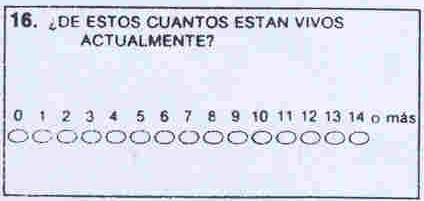 16. ¿DE ESTOS CUANTOS ESTAN VIVOS
ACTUALMENTE?
0 1 2 3 4 5 6 7 8 9 10 11 12 13 14 o más